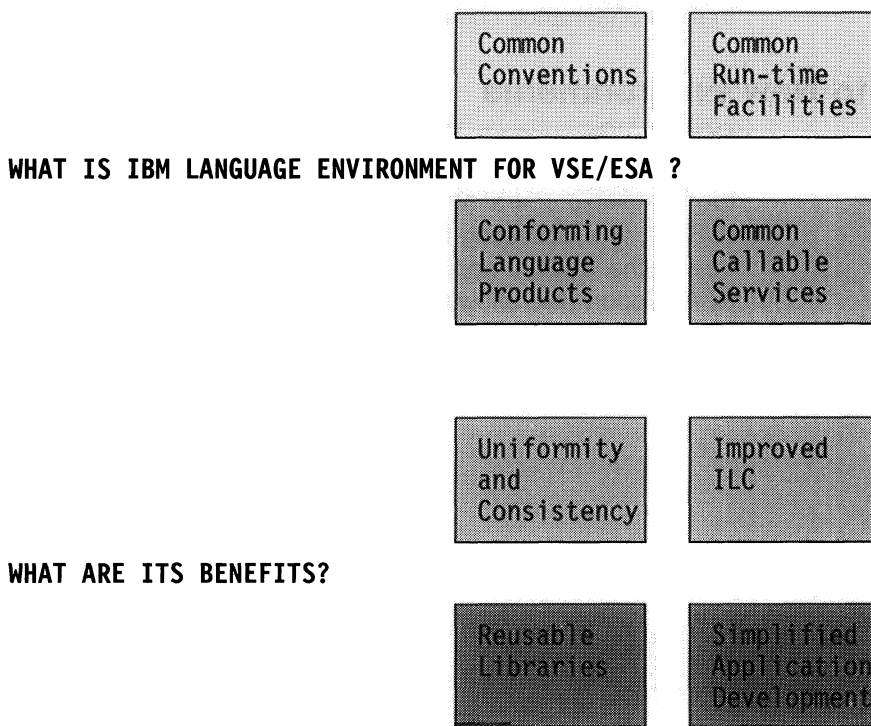 Common Common
Conventions Run-time
Facilities
WHAT IS IBM LANGUAGE ENVIRONMENT FOR VSE/ESA ?
Conforming Common
Language Callable
Products Services
Uniformity Improved
and ILC
Consistency
WHAT ARE ITS BENEFITS?
Reusable Simplified
Libraries Application
Development